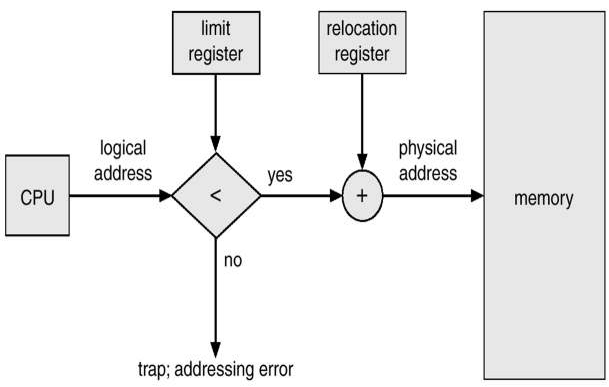 limit
register
relocation
register
logical
address
physical
address
CPU
<
yes
+
memory
no
trap; addressing error